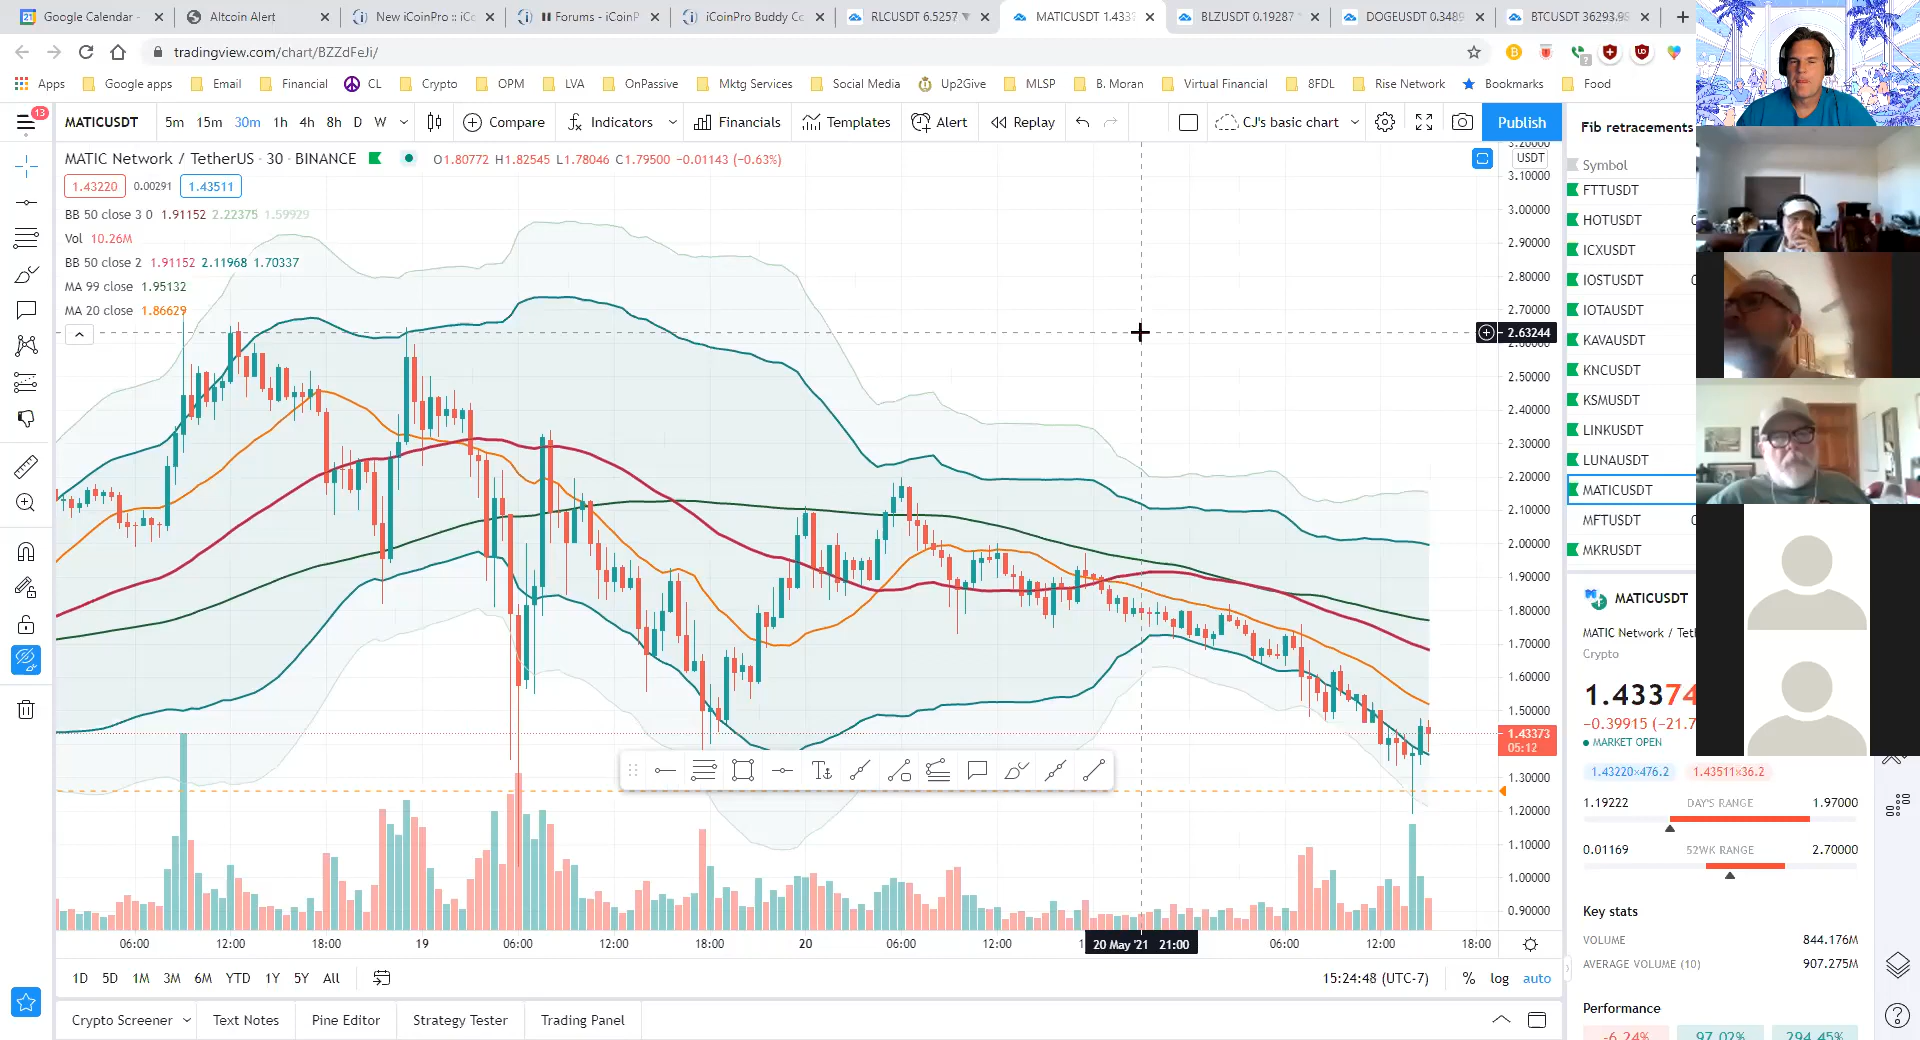 Google Calendar -
Altcoin Alert
New iCoinPro :: iCo
Forums - iCoinP
iCoinPro Buddy Co
RLCUSDT 6.5257
MATICUSDT 1.433
BLZUSDT 0.19287
DOGEUSDT 0.3489
BTCUSDT 36293.9
tradingview.com/chart/BZZdFeJi/
Apps Google apps Email Financial CL Crypto OPM LVA OnPassive Mktg Services Social Media Up2Give MLSP B. Moran Virtual Financial 8FDL Rise Network Bookmarks Food
13
MATICUSDT 5m 15m 30m 1h 4h 8h D W Compare Indicators Financials Templates Alert Replay CJ's basic chart Publish
MATIC Network / TetherUS · 30 · BINANCE O1.80772 H1.82545 L1.78046 C1.79500 −0.01143 (−0.63%)
1.43220 0.00291 1.43511
BB 50 close 3 0 1.91152 2.22375 1.59929
Vol 10.26M
BB 50 close 2 1.91152 2.11968 1.70337
MA 99 close 1.95132
MA 20 close 1.86629
3.20000
USDT
3.10000
3.00000
2.90000
2.80000
2.70000
2.63244
2.50000
2.40000
2.30000
2.20000
2.10000
2.00000
1.90000
1.80000
1.70000
1.60000
1.50000
1.43373
05:12
1.30000
1.20000
1.10000
1.00000
0.90000
06:00 12:00 18:00 19 06:00 12:00 18:00 20 06:00 12:00 20 May '21 21:00 06:00 12:00 18:00
1D 5D 1M 3M 6M YTD 1Y 5Y All
15:24:48 (UTC-7) % log auto
Crypto Screener Text Notes Pine Editor Strategy Tester Trading Panel
Fib retracements
Symbol
FTTUSDT
HOTUSDT
ICXUSDT
IOSTUSDT
IOTAUSDT
KAVAUSDT
KNCUSDT
KSMUSDT
LINKUSDT
LUNAUSDT
MATICUSDT
MFTUSDT
MKRUSDT
MATICUSDT
MATIC Network / Tet
Crypto
1.43374
−0.39915 (−21.7
MARKET OPEN
1.43220×476.2 1.43511×36.2
1.19222 DAY'S RANGE 1.97000
0.01169 52WK RANGE 2.70000
Key stats
VOLUME 844.176M
AVERAGE VOLUME (10) 907.275M
Performance
-6.24% 97.02% 294.45%